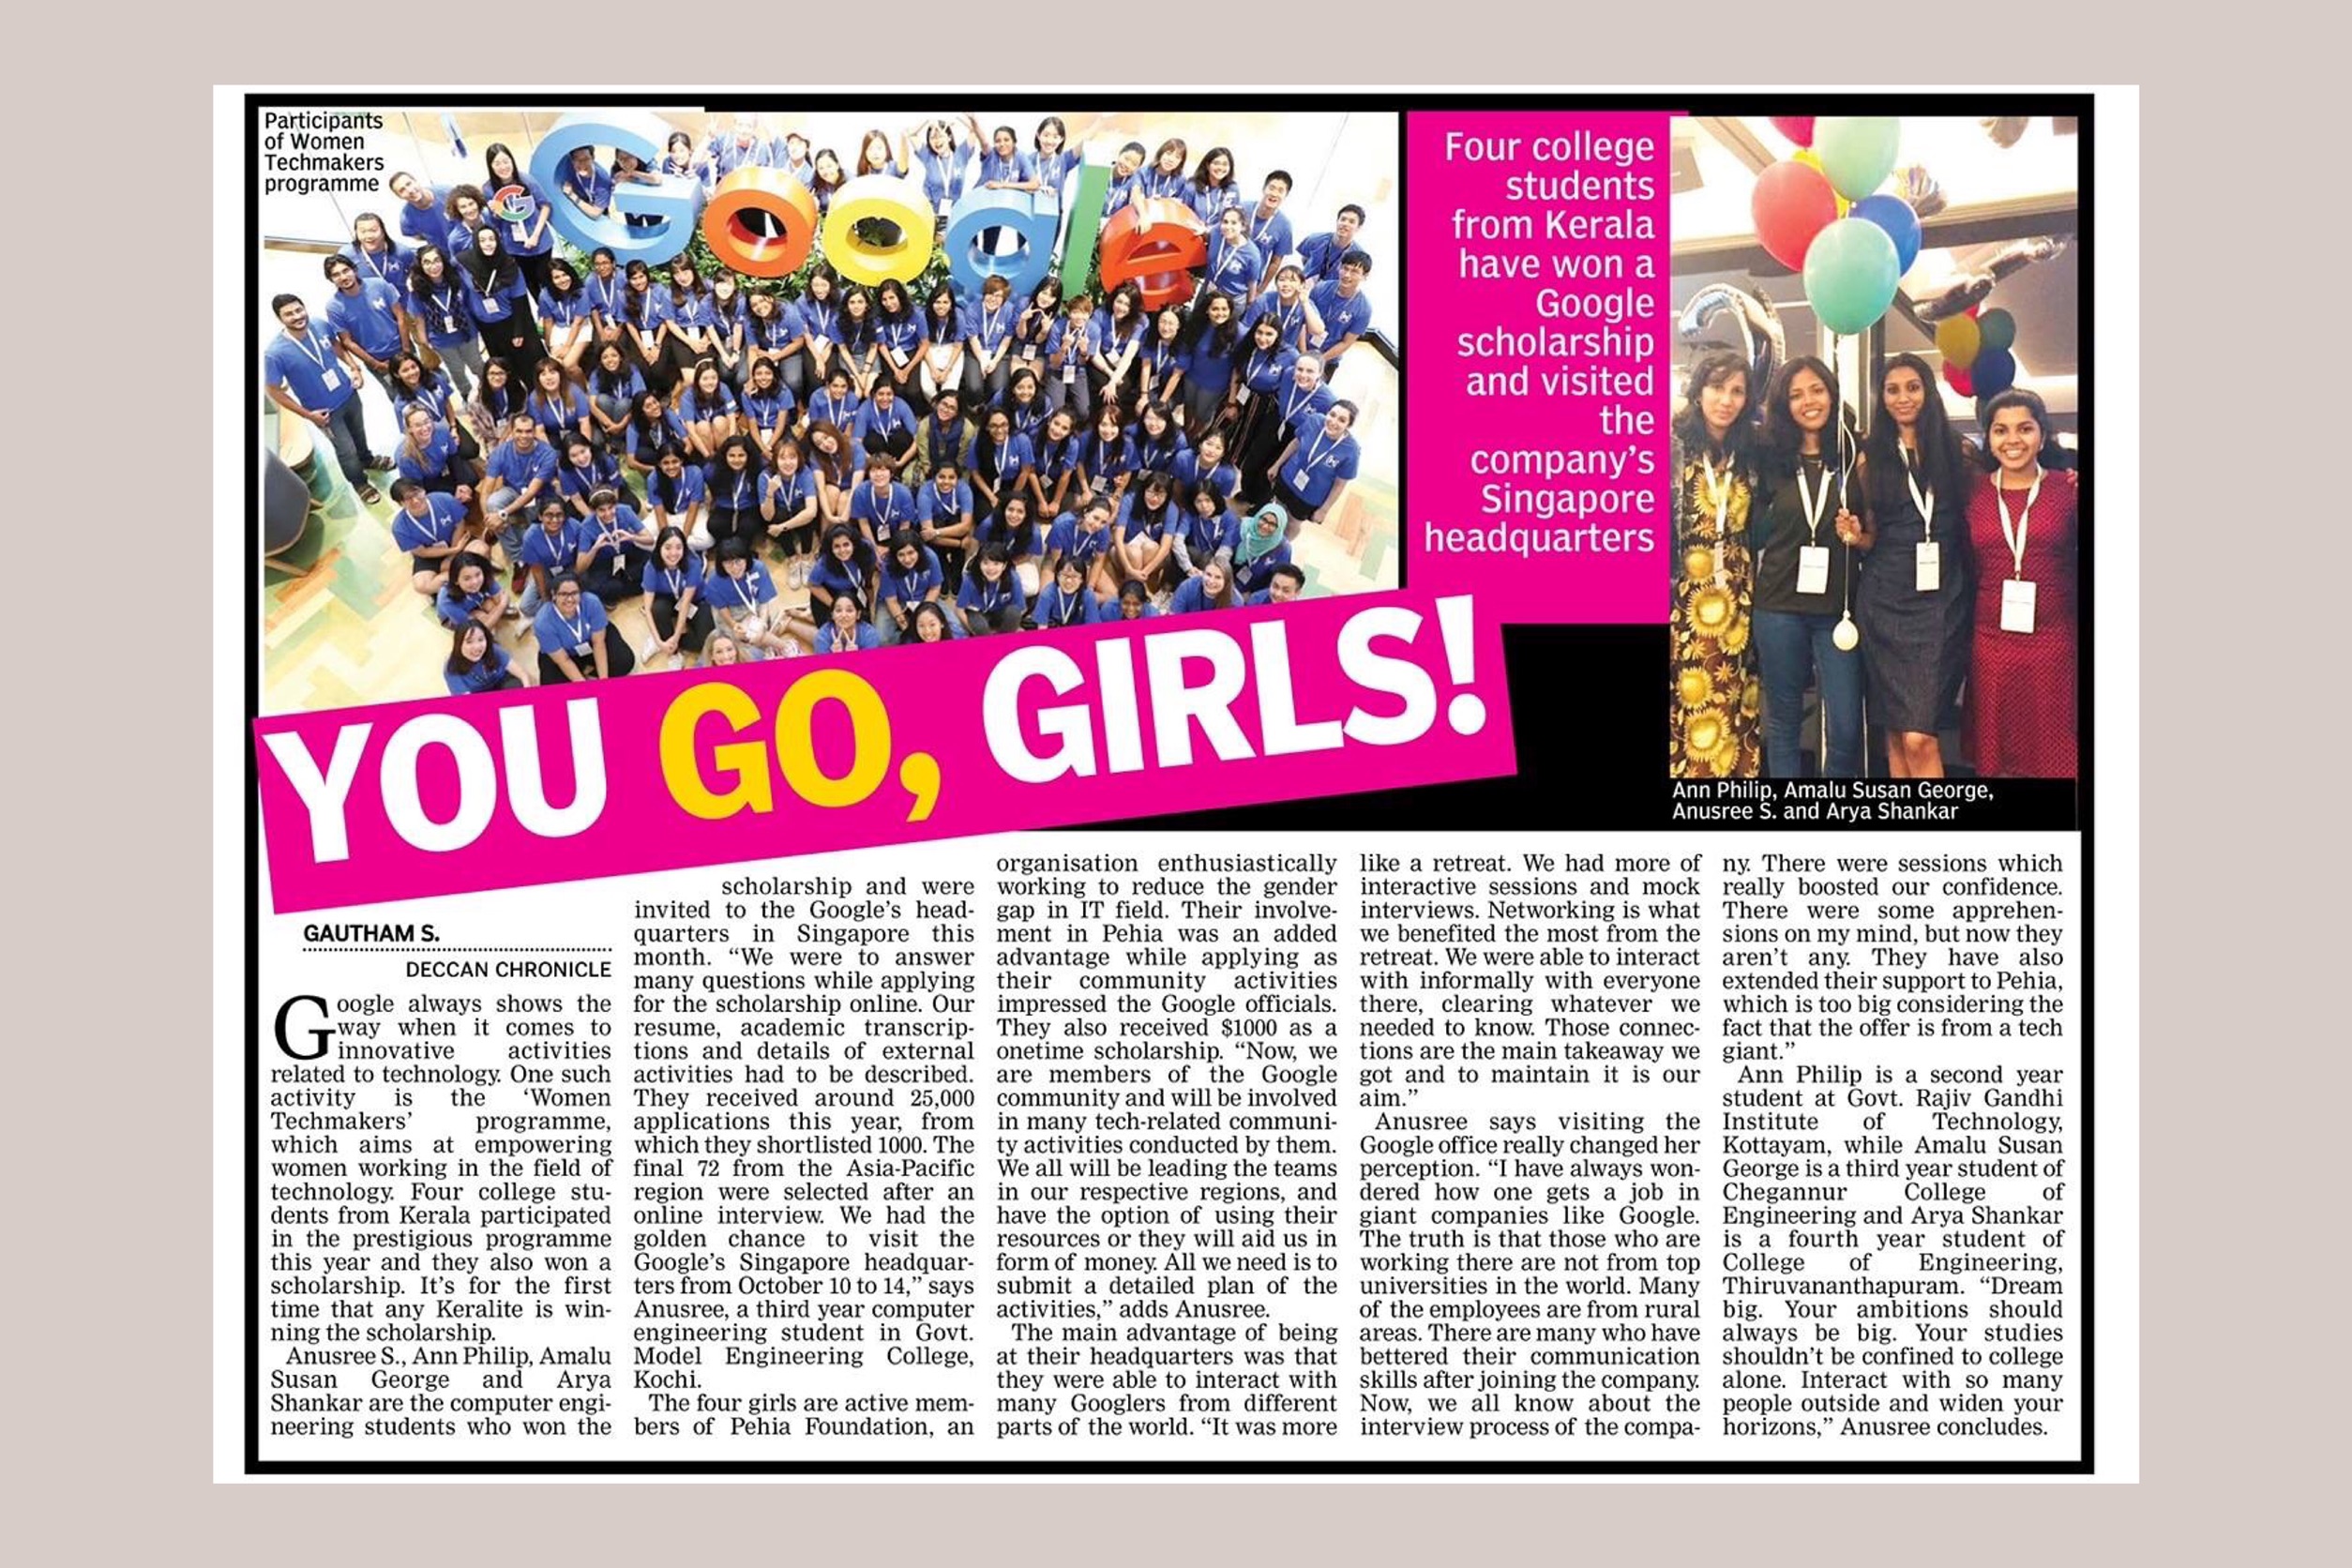 Participants
of Women
Techmakers
programme
Google
G
Four college
students
from Kerala
have won a
Google
scholarship
and visited
the
company's
Singapore
headquarters
YOU GO, GIRLS!
Ann Philip, Amalu Susan George,
Anusree S. and Arya Shankar
GAUTHAM S.
DECCAN CHRONICLE
Google always shows the
way when it comes to
innovative activities
related to technology. One such
activity is the ‘Women
Techmakers’ programme,
which aims at empowering
women working in the field of
technology. Four college stu-
dents from Kerala participated
in the prestigious programme
this year and they also won a
scholarship. It’s for the first
time that any Keralite is win-
ning the scholarship.
Anusree S., Ann Philip, Amalu
Susan George and Arya
Shankar are the computer engi-
neering students who won the
scholarship and were
invited to the Google’s head-
quarters in Singapore this
month. “We were to answer
many questions while applying
for the scholarship online. Our
resume, academic transcrip-
tions and details of external
activities had to be described.
They received around 25,000
applications this year, from
which they shortlisted 1000. The
final 72 from the Asia-Pacific
region were selected after an
online interview. We had the
golden chance to visit the
Google’s Singapore headquar-
ters from October 10 to 14,” says
Anusree, a third year computer
engineering student in Govt.
Model Engineering College,
Kochi.
The four girls are active mem-
bers of Pehia Foundation, an
organisation enthusiastically
working to reduce the gender
gap in IT field. Their involve-
ment in Pehia was an added
advantage while applying as
their community activities
impressed the Google officials.
They also received $1000 as a
onetime scholarship. “Now, we
are members of the Google
community and will be involved
in many tech-related communi-
ty activities conducted by them.
We all will be leading the teams
in our respective regions, and
have the option of using their
resources or they will aid us in
form of money. All we need is to
submit a detailed plan of the
activities,” adds Anusree.
The main advantage of being
at their headquarters was that
they were able to interact with
many Googlers from different
parts of the world. “It was more
like a retreat. We had more of
interactive sessions and mock
interviews. Networking is what
we benefited the most from the
retreat. We were able to interact
with informally with everyone
there, clearing whatever we
needed to know. Those connec-
tions are the main takeaway we
got and to maintain it is our
aim.”
Anusree says visiting the
Google office really changed her
perception. “I have always won-
dered how one gets a job in
giant companies like Google.
The truth is that those who are
working there are not from top
universities in the world. Many
of the employees are from rural
areas. There are many who have
bettered their communication
skills after joining the company.
Now, we all know about the
interview process of the compa-
ny. There were sessions which
really boosted our confidence.
There were some apprehen-
sions on my mind, but now they
aren’t any. They have also
extended their support to Pehia,
which is too big considering the
fact that the offer is from a tech
giant.”
Ann Philip is a second year
student at Govt. Rajiv Gandhi
Institute of Technology,
Kottayam, while Amalu Susan
George is a third year student of
Chegannur College of
Engineering and Arya Shankar
is a fourth year student of
College of Engineering,
Thiruvananthapuram. “Dream
big. Your ambitions should
always be big. Your studies
shouldn’t be confined to college
alone. Interact with so many
people outside and widen your
horizons,” Anusree concludes.